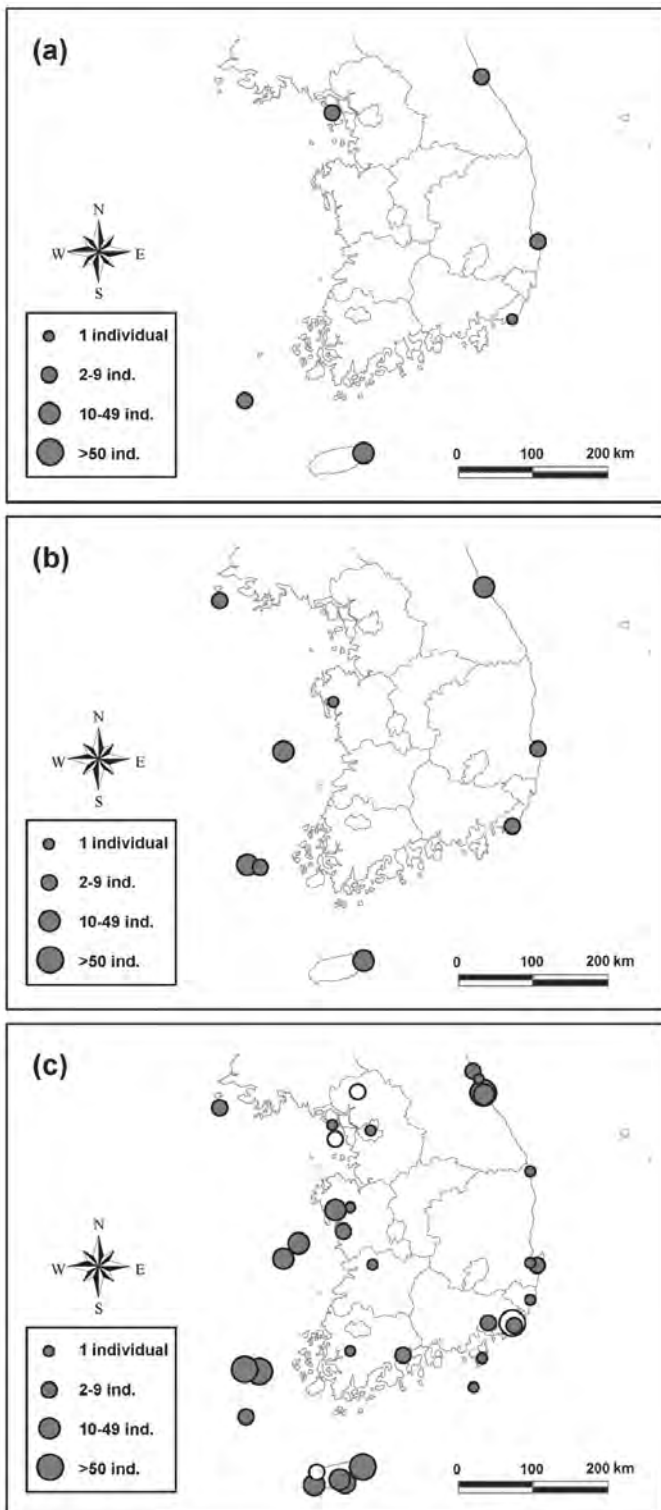 (a)
N
W E
S
1 individual
2-9 ind.
10-49 ind.
>50 ind.
0 100 200 km
(b)
N
W E
S
1 individual
2-9 ind.
10-49 ind.
>50 ind.
0 100 200 km
(c)
N
W E
S
1 individual
2-9 ind.
10-49 ind.
>50 ind.
0 100 200 km